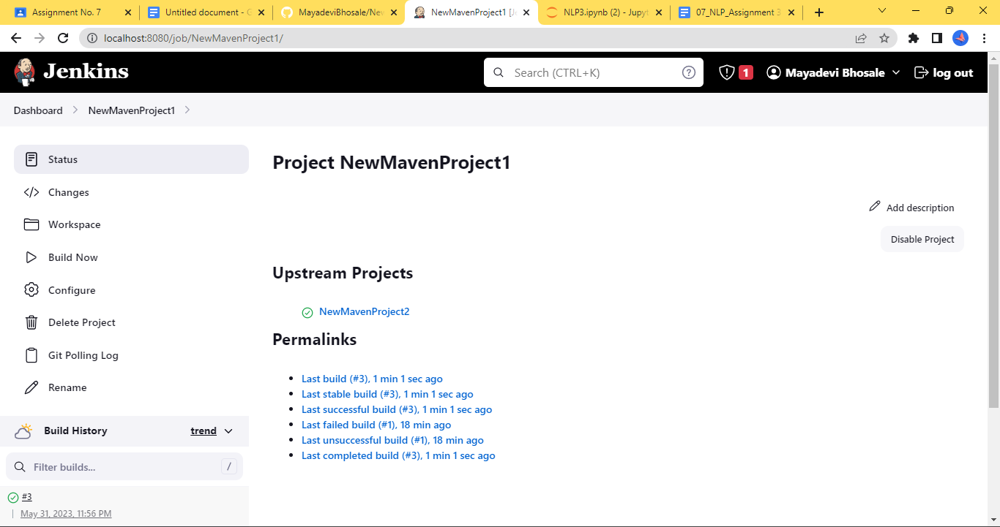 Assignment No. 7
Untitled document - G
MayadeviBhosale/New
NewMavenProject1 [Je
NLP3.ipynb (2) - Jupyt
07_NLP_Assignment 3
localhost:8080/job/NewMavenProject1/
Jenkins
Search (CTRL+K)
1
Mayadevi Bhosale
log out
Dashboard
NewMavenProject1
Status
Changes
Workspace
Build Now
Configure
Delete Project
Git Polling Log
Rename
Build History
trend
Filter builds...
/
#3
May 31, 2023, 11:56 PM
Project NewMavenProject1
Add description
Disable Project
Upstream Projects
NewMavenProject2
Permalinks
Last build (#3), 1 min 1 sec ago
Last stable build (#3), 1 min 1 sec ago
Last successful build (#3), 1 min 1 sec ago
Last failed build (#1), 18 min ago
Last unsuccessful build (#1), 18 min ago
Last completed build (#3), 1 min 1 sec ago